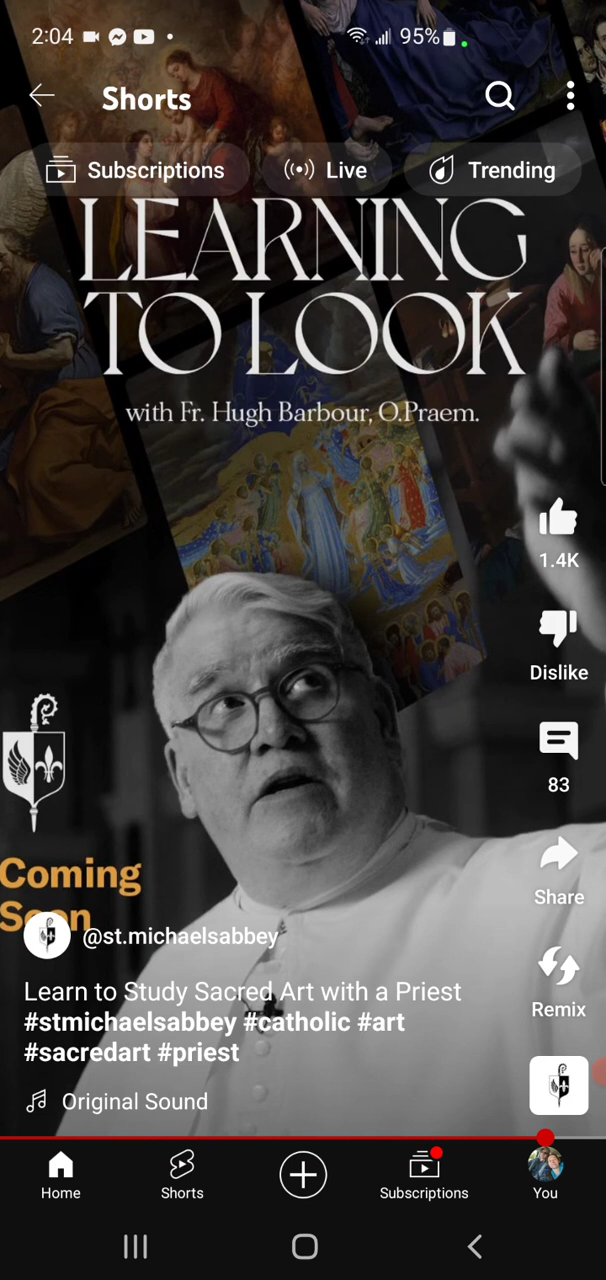 2:04
95%
Shorts
Subscriptions
Live
Trending
LEARNING
TO LOOK
with Fr. Hugh Barbour, O.Praem.
1.4K
Dislike
83
Coming
Soon
Share
@st.michaelsabbey
Learn to Study Sacred Art with a Priest
#stmichaelsabbey #catholic #art
#sacredart #priest
Remix
Original Sound
Home
Shorts
Subscriptions
You